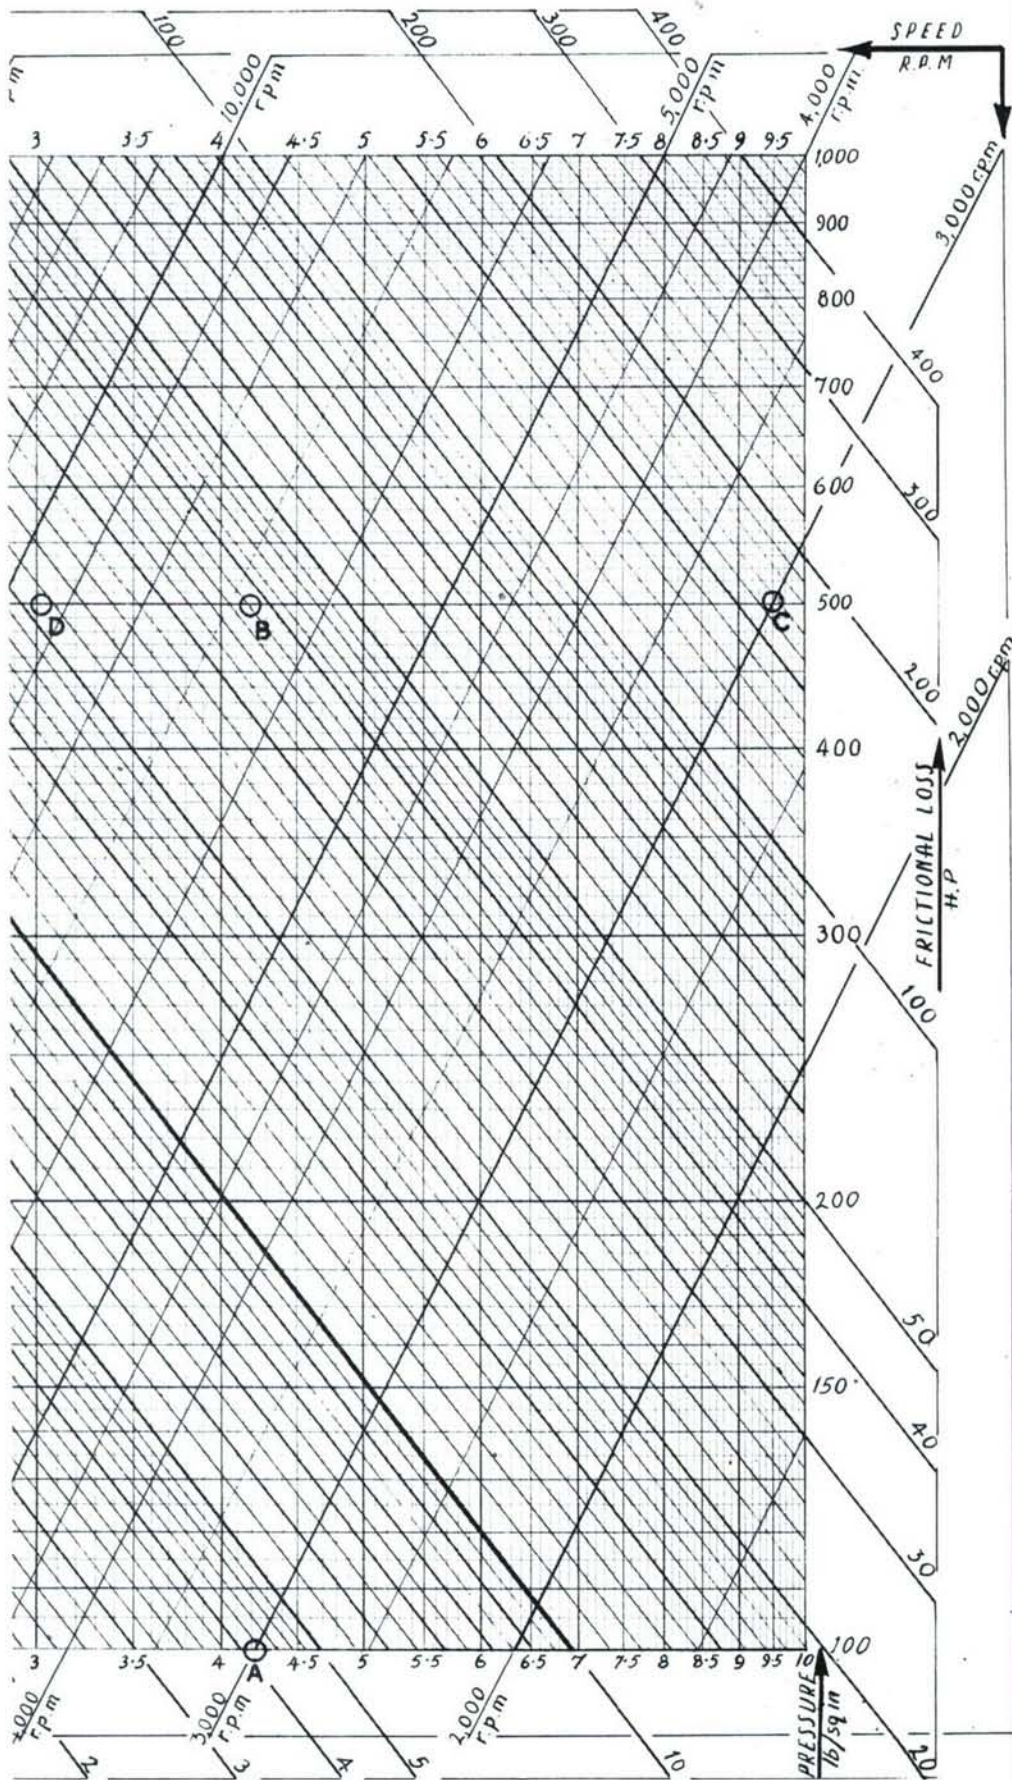 100 200 300 400
SPEED
R.P.M
10,000 r.p.m 5,000 r.p.m 4,000 r.p.m.
3 3.5 4 4.5 5 5.5 6 6.5 7 7.5 8 8.5 9 9.5
1,000
3,000 rpm
900
800
400
700
600
300
500
D B C
200
2,000 rpm
400
FRICTIONAL LOSS
H.P
300
100
200
50
150
40
30
100
3 3.5 4 4.5 5 5.5 6 6.5 7 7.5 8 8.5 9 9.5 10
A
4000 r.p.m 3000 r.p.m 2,000 r.p.m
PRESSURE
lb/sq in
2 3 4 5 10 20